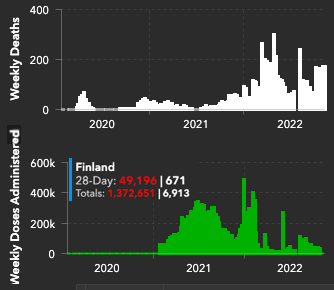 Weekly Deaths
400
200
0
2020
2021
2022
Weekly Doses Administered
600k
400k
200k
0
Finland
28-Day: 49,196 | 671
Totals: 1,372,651 | 6,913
2020
2021
2022